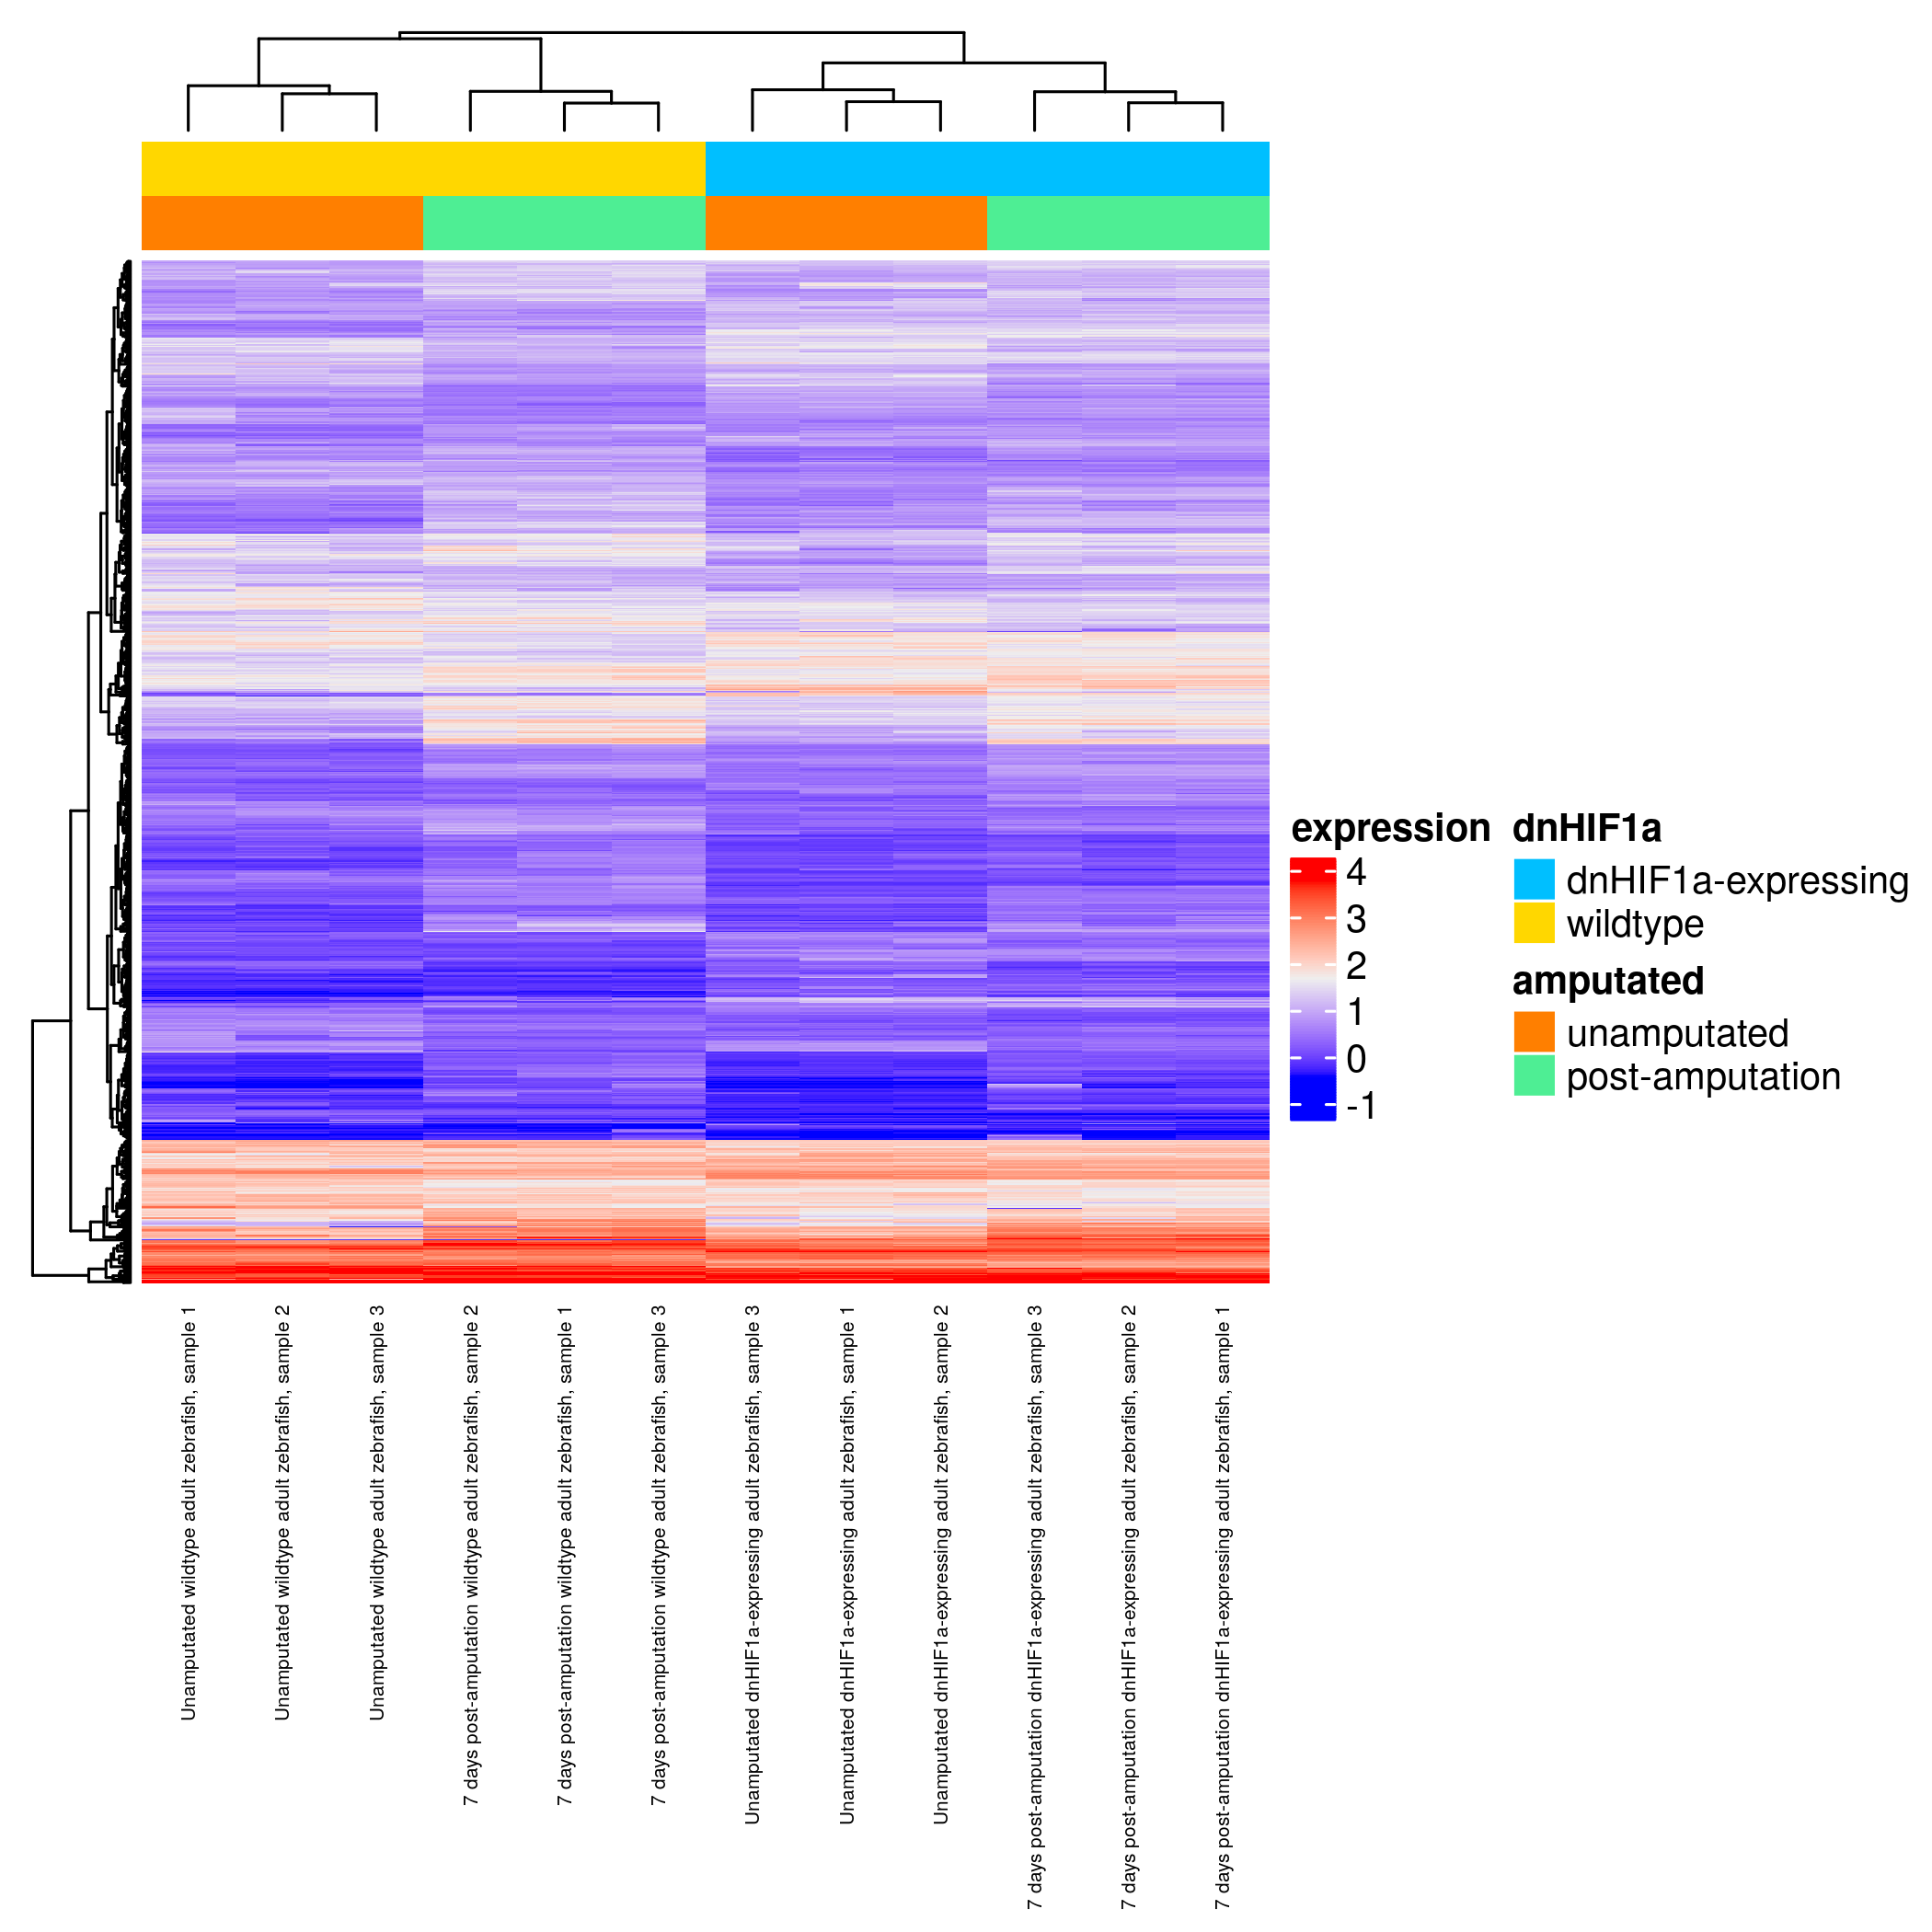 expression
4
3
2
1
0
-1
dnHIF1a
dnHIF1a-expressing
wildtype
amputated
unamputated
post-amputation
Unamputated wildtype adult zebrafish, sample 1
Unamputated wildtype adult zebrafish, sample 2
Unamputated wildtype adult zebrafish, sample 3
7 days post-amputation wildtype adult zebrafish, sample 2
7 days post-amputation wildtype adult zebrafish, sample 1
7 days post-amputation wildtype adult zebrafish, sample 3
Unamputated dnHIF1a-expressing adult zebrafish, sample 3
Unamputated dnHIF1a-expressing adult zebrafish, sample 1
Unamputated dnHIF1a-expressing adult zebrafish, sample 2
7 days post-amputation dnHIF1a-expressing adult zebrafish, sample 3
7 days post-amputation dnHIF1a-expressing adult zebrafish, sample 2
7 days post-amputation dnHIF1a-expressing adult zebrafish, sample 1